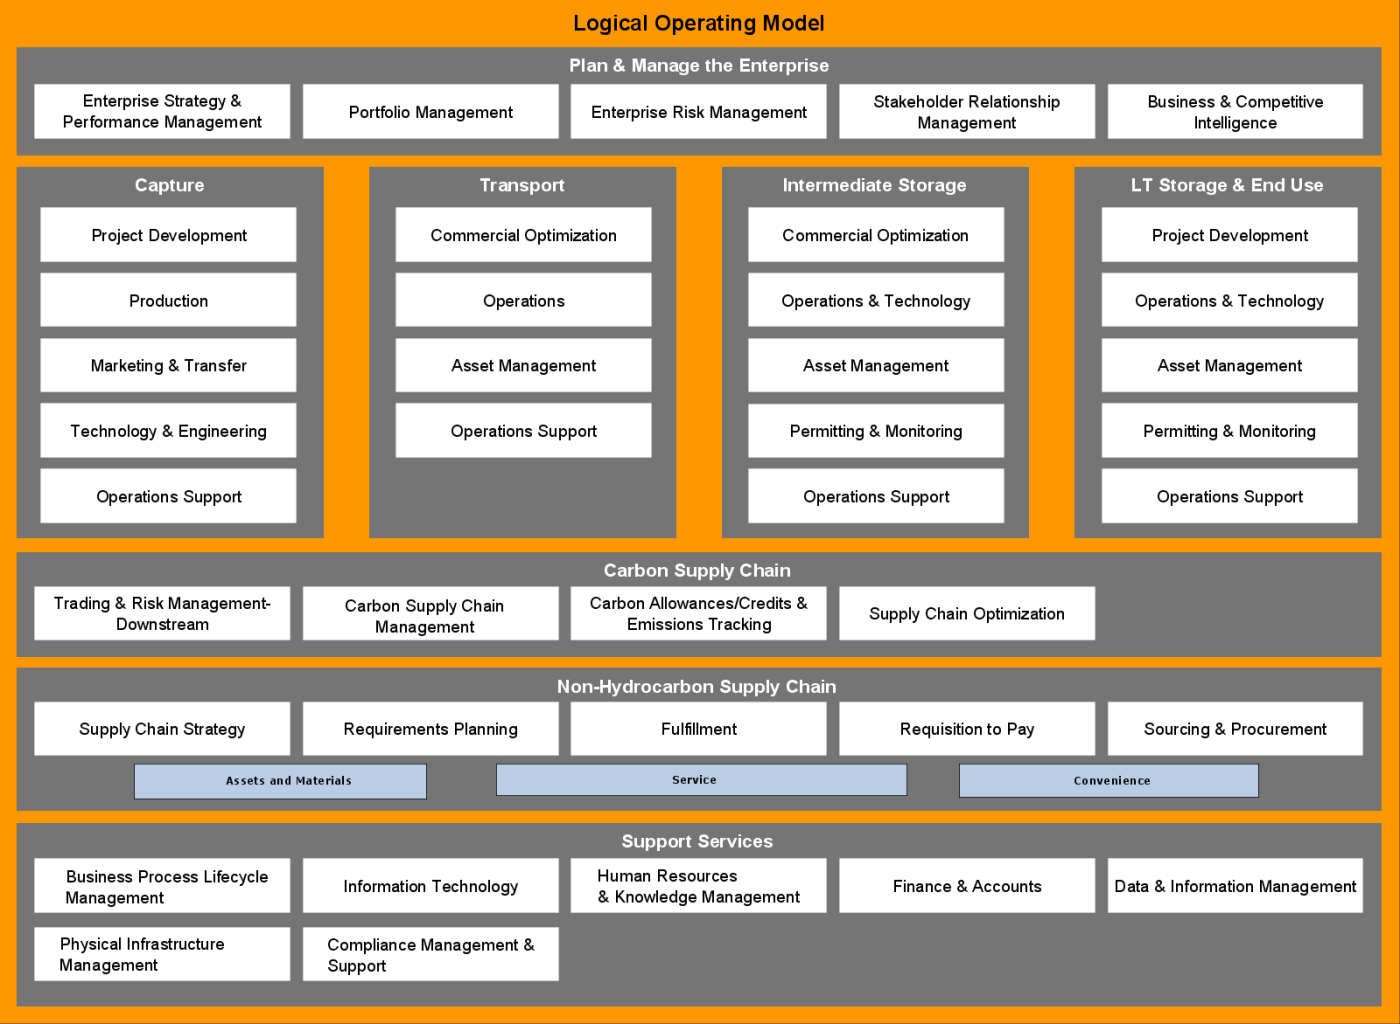 Logical Operating Model
Plan & Manage the Enterprise
Enterprise Strategy &
Performance Management
Portfolio Management
Enterprise Risk Management
Stakeholder Relationship
Management
Business & Competitive
Intelligence
Capture
Project Development
Production
Marketing & Transfer
Technology & Engineering
Operations Support
Transport
Commercial Optimization
Operations
Asset Management
Operations Support
Intermediate Storage
Commercial Optimization
Operations & Technology
Asset Management
Permitting & Monitoring
Operations Support
LT Storage & End Use
Project Development
Operations & Technology
Asset Management
Permitting & Monitoring
Operations Support
Carbon Supply Chain
Trading & Risk Management-
Downstream
Carbon Supply Chain
Management
Carbon Allowances/Credits &
Emissions Tracking
Supply Chain Optimization
Non-Hydrocarbon Supply Chain
Supply Chain Strategy
Requirements Planning
Fulfillment
Requisition to Pay
Sourcing & Procurement
Assets and Materials
Service
Convenience
Support Services
Business Process Lifecycle
Management
Information Technology
Human Resources
& Knowledge Management
Finance & Accounts
Data & Information Management
Physical Infrastructure
Management
Compliance Management &
Support